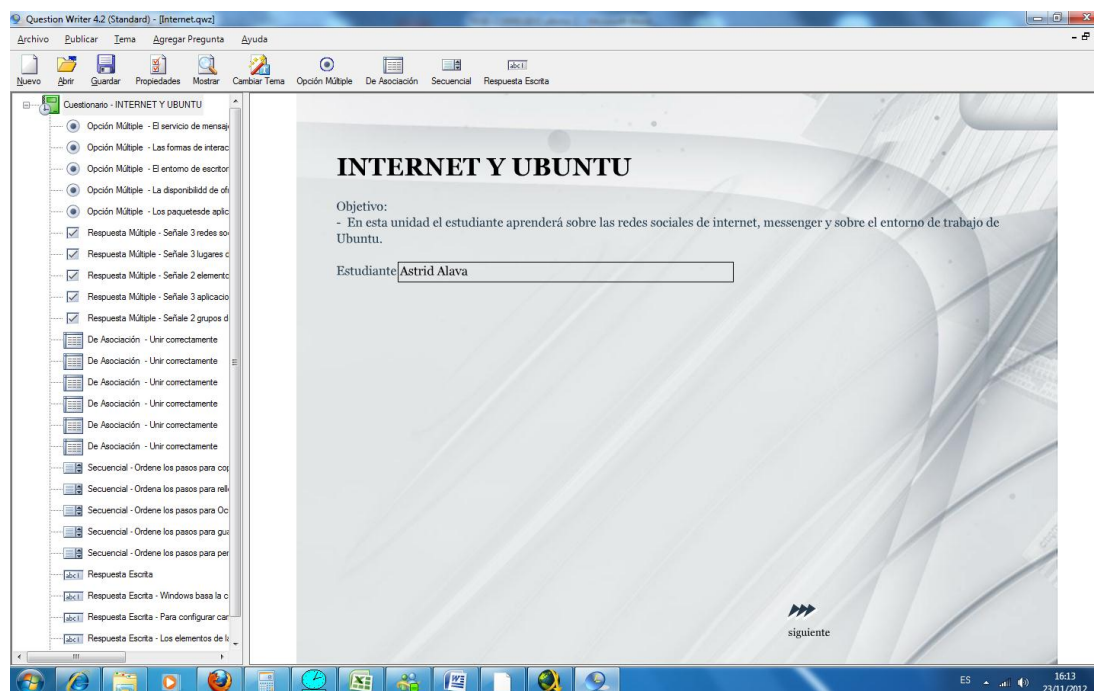 Question Writer 4.2 (Standard) - [Internet.qwz]
Archivo Publicar Tema Agregar Pregunta Ayuda
Nuevo Abrir Guardar Propiedades Mostrar Cambiar Tema Opción Múltiple De Asociación Secuencial Respuesta Escrita
Cuestionario - INTERNET Y UBUNTU
Opción Múltiple - El servicio de mensaj
Opción Múltiple - Las formas de interac
Opción Múltiple - El entorno de escritor
Opción Múltiple - La disponibilidd de ofi
Opción Múltiple - Los paquetesde aplic
Respuesta Múltiple - Señale 3 redes so
Respuesta Múltiple - Señale 3 lugares d
Respuesta Múltiple - Señale 2 elemento
Respuesta Múltiple - Señale 3 aplicacio
Respuesta Múltiple - Señale 2 grupos d
De Asociación - Unir correctamente
De Asociación - Unir correctamente
De Asociación - Unir correctamente
De Asociación - Unir correctamente
De Asociación - Unir correctamente
De Asociación - Unir correctamente
Secuencial - Ordene los pasos para cop
Secuencial - Ordena los pasos para rell
Secuencial - Ordene los pasos para Oc
Secuencial - Ordene los pasos para gua
Secuencial - Ordene los pasos para per
Respuesta Escrita
Respuesta Escrita - Windows basa la c
Respuesta Escrita - Para configurar car
Respuesta Escrita - Los elementos de la
INTERNET Y UBUNTU
Objetivo:
- En esta unidad el estudiante aprenderá sobre las redes sociales de internet, messenger y sobre el entorno de trabajo de
Ubuntu.
Estudiante Astrid Alava
siguiente
ES 16:13
23/11/2012